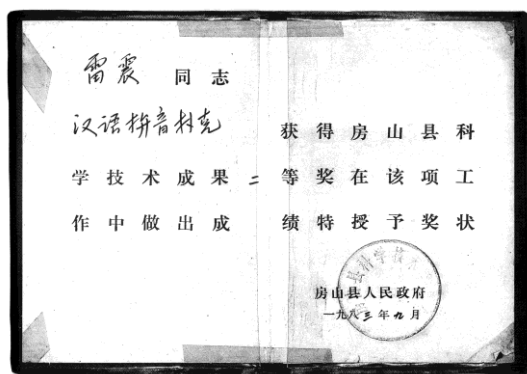 雷震 同志
汉语拼音扑克 获得房山县科
学技术成果二等奖在该项工
作中做出成绩特授予奖状
房山县人民政府
一九八三年九月